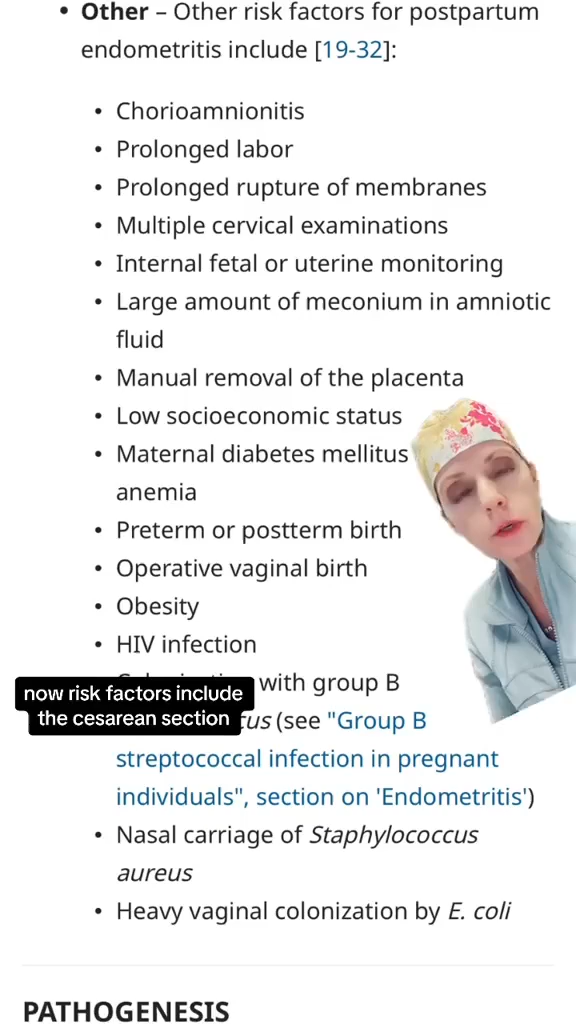 • Other – Other risk factors for postpartum
endometritis include [19-32]:
• Chorioamnionitis
• Prolonged labor
• Prolonged rupture of membranes
• Multiple cervical examinations
• Internal fetal or uterine monitoring
• Large amount of meconium in amniotic
fluid
• Manual removal of the placenta
• Low socioeconomic status
• Maternal diabetes mellitus
anemia
• Preterm or postterm birth
• Operative vaginal birth
• Obesity
• HIV infection
with group B
now risk factors include
the cesarean section
(see "Group B
streptococcal infection in pregnant
individuals", section on 'Endometritis')
• Nasal carriage of Staphylococcus
aureus
• Heavy vaginal colonization by E. coli
PATHOGENESIS